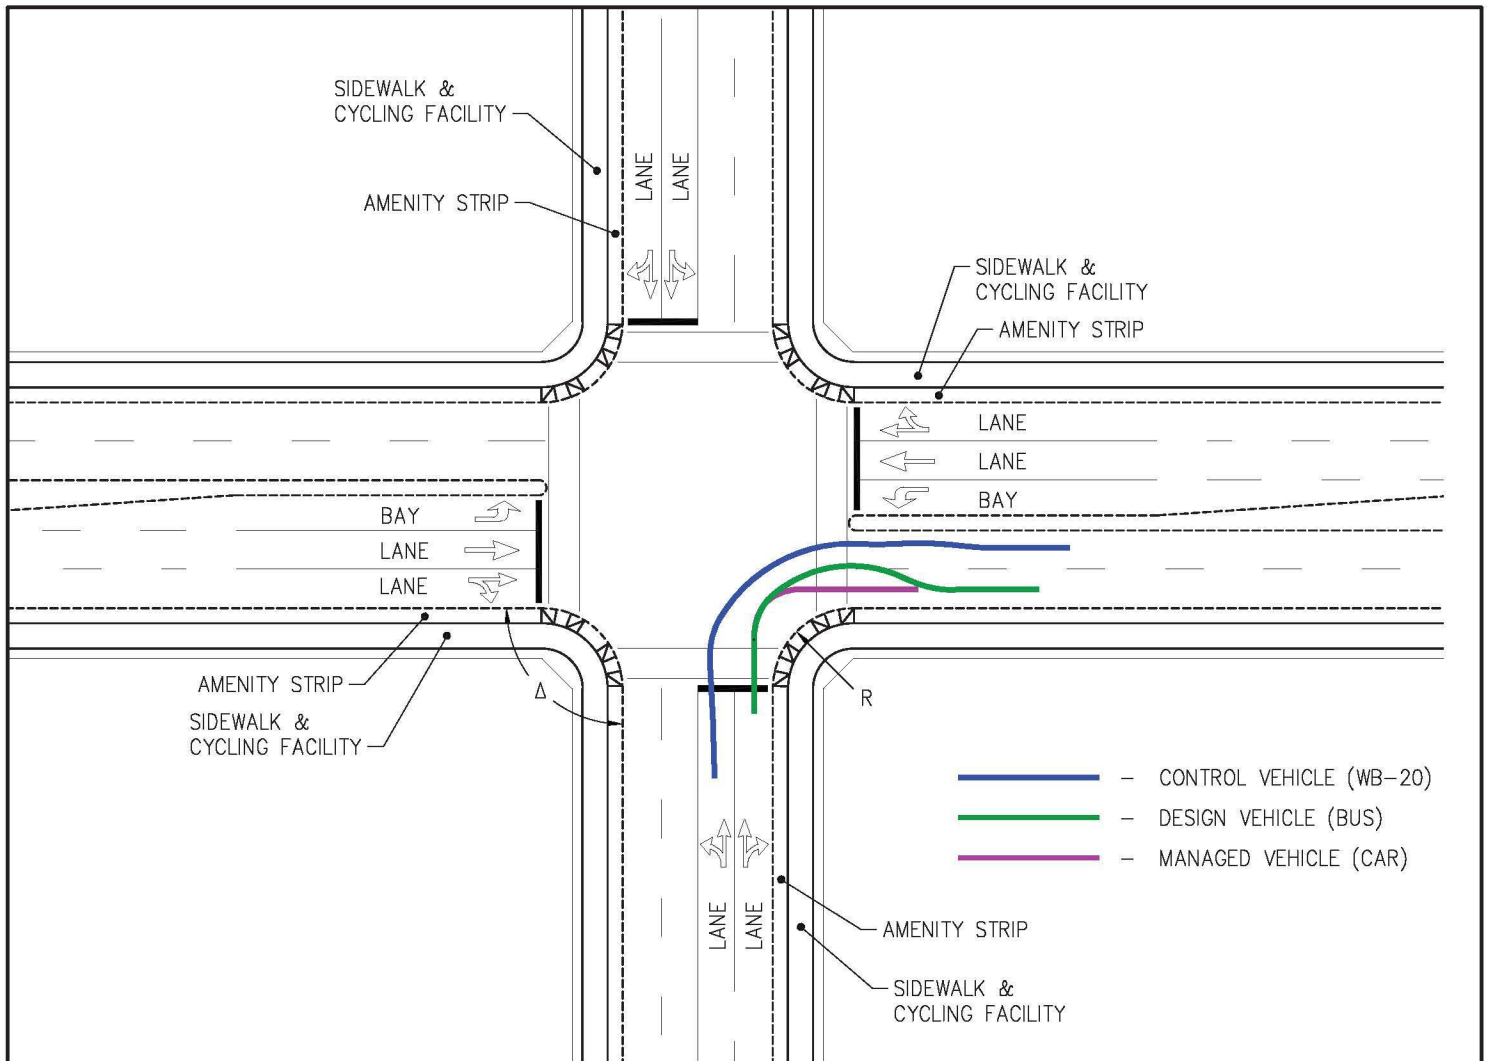 SIDEWALK &
CYCLING FACILITY
AMENITY STRIP
LANE
LANE
SIDEWALK &
CYCLING FACILITY
AMENITY STRIP
LANE
LANE
BAY
BAY
LANE
LANE
AMENITY STRIP
SIDEWALK &
CYCLING FACILITY
Δ
R
— CONTROL VEHICLE (WB-20)
— DESIGN VEHICLE (BUS)
— MANAGED VEHICLE (CAR)
LANE
LANE
AMENITY STRIP
SIDEWALK &
CYCLING FACILITY